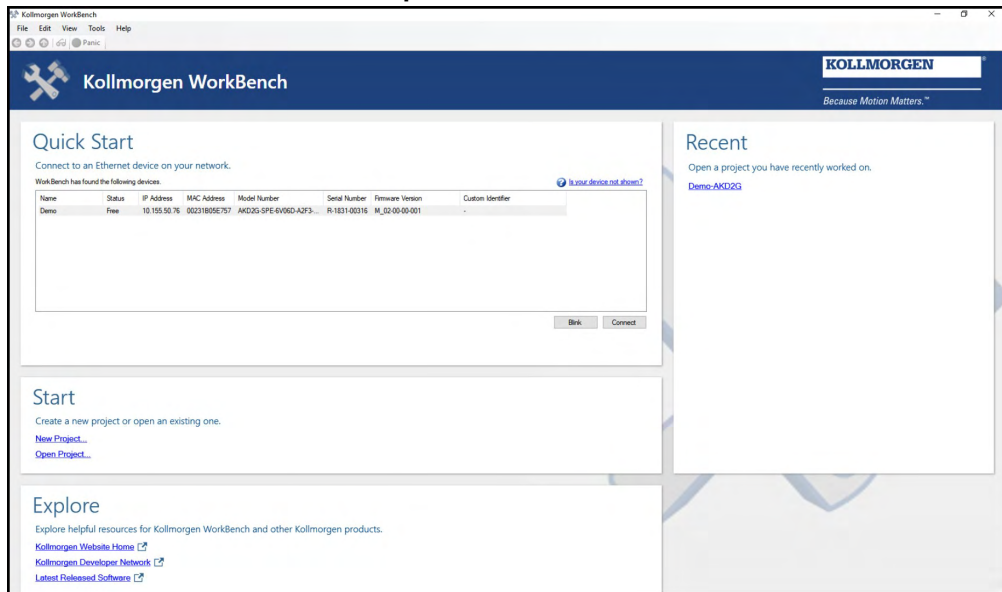 Kollmorgen WorkBench
File Edit View Tools Help
Panic
Kollmorgen WorkBench
KOLLMORGEN
Because Motion Matters.™
Quick Start
Connect to an Ethernet device on your network.
WorkBench has found the following devices.
Is your device not shown?
Name Status IP Address MAC Address Model Number Serial Number Firmware Version Custom Identifier
Demo Free 10.155.50.76 00231B05E757 AKD2G-SPE-6V06D-A2F3-... R-1831-00316 M_02-00-00-001 -
Blink Connect
Start
Create a new project or open an existing one.
New Project...
Open Project...
Explore
Explore helpful resources for Kollmorgen WorkBench and other Kollmorgen products.
Kollmorgen Website Home
Kollmorgen Developer Network
Latest Released Software
Recent
Open a project you have recently worked on.
Demo-AKD2G